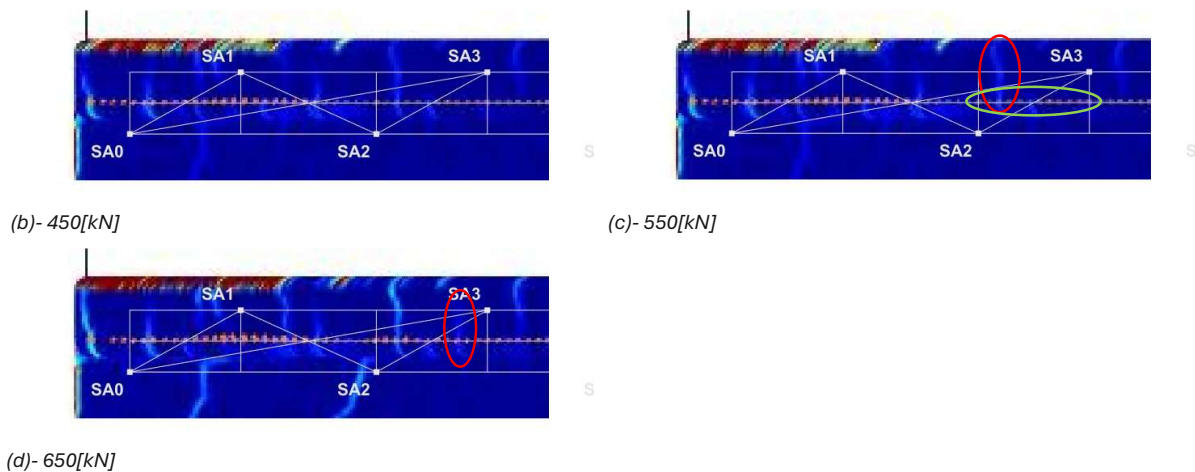 SA1 SA3
SA0 SA2 S
(b)- 450[kN]
SA1 SA3
SA0 SA2 S
(c)- 550[kN]
SA1 SA3
SA0 SA2 S
(d)- 650[kN]